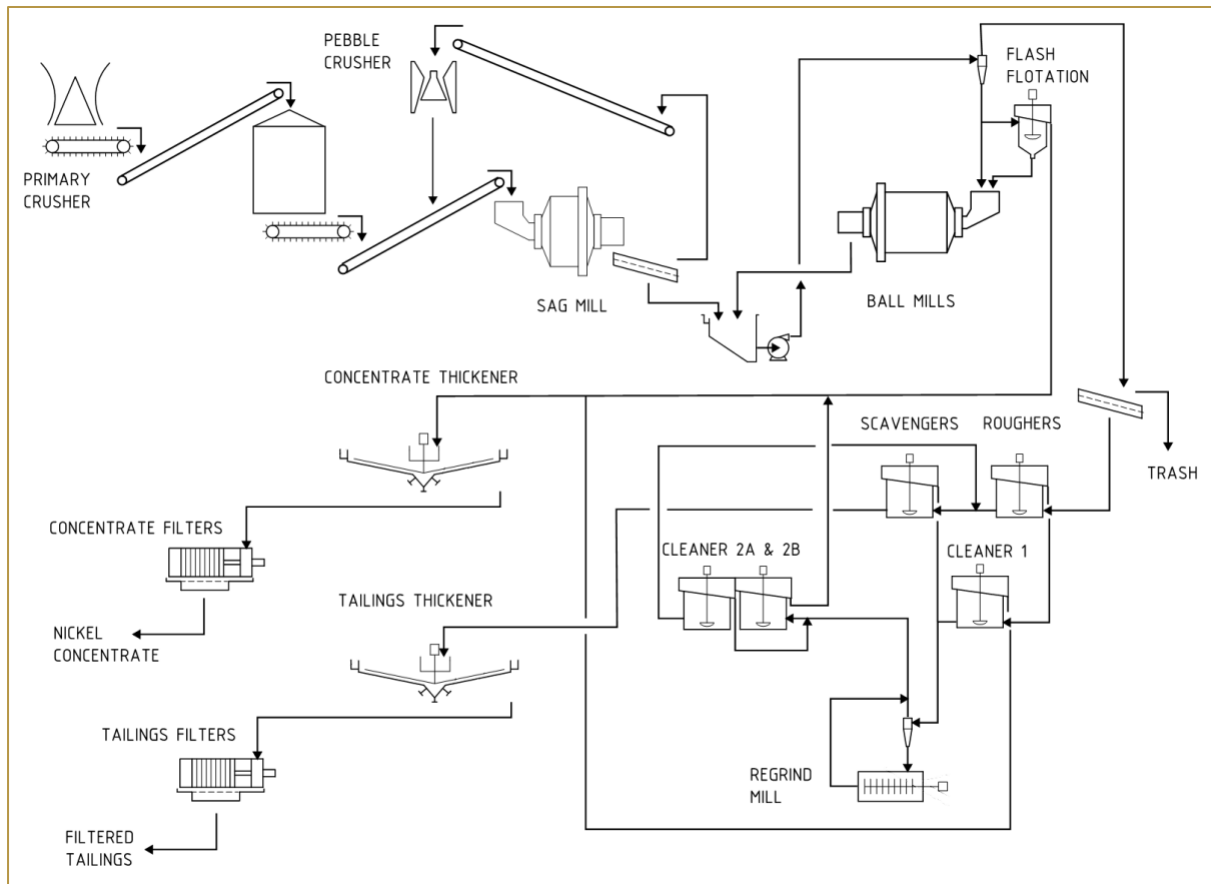 PRIMARY
CRUSHER
PEBBLE
CRUSHER
SAG MILL
FLASH
FLOTATION
BALL MILLS
TRASH
CONCENTRATE THICKENER
SCAVENGERS
ROUGHERS
CONCENTRATE FILTERS
CLEANER 2A & 2B
CLEANER 1
NICKEL
CONCENTRATE
TAILINGS THICKENER
TAILINGS FILTERS
REGRIND
MILL
FILTERED
TAILINGS